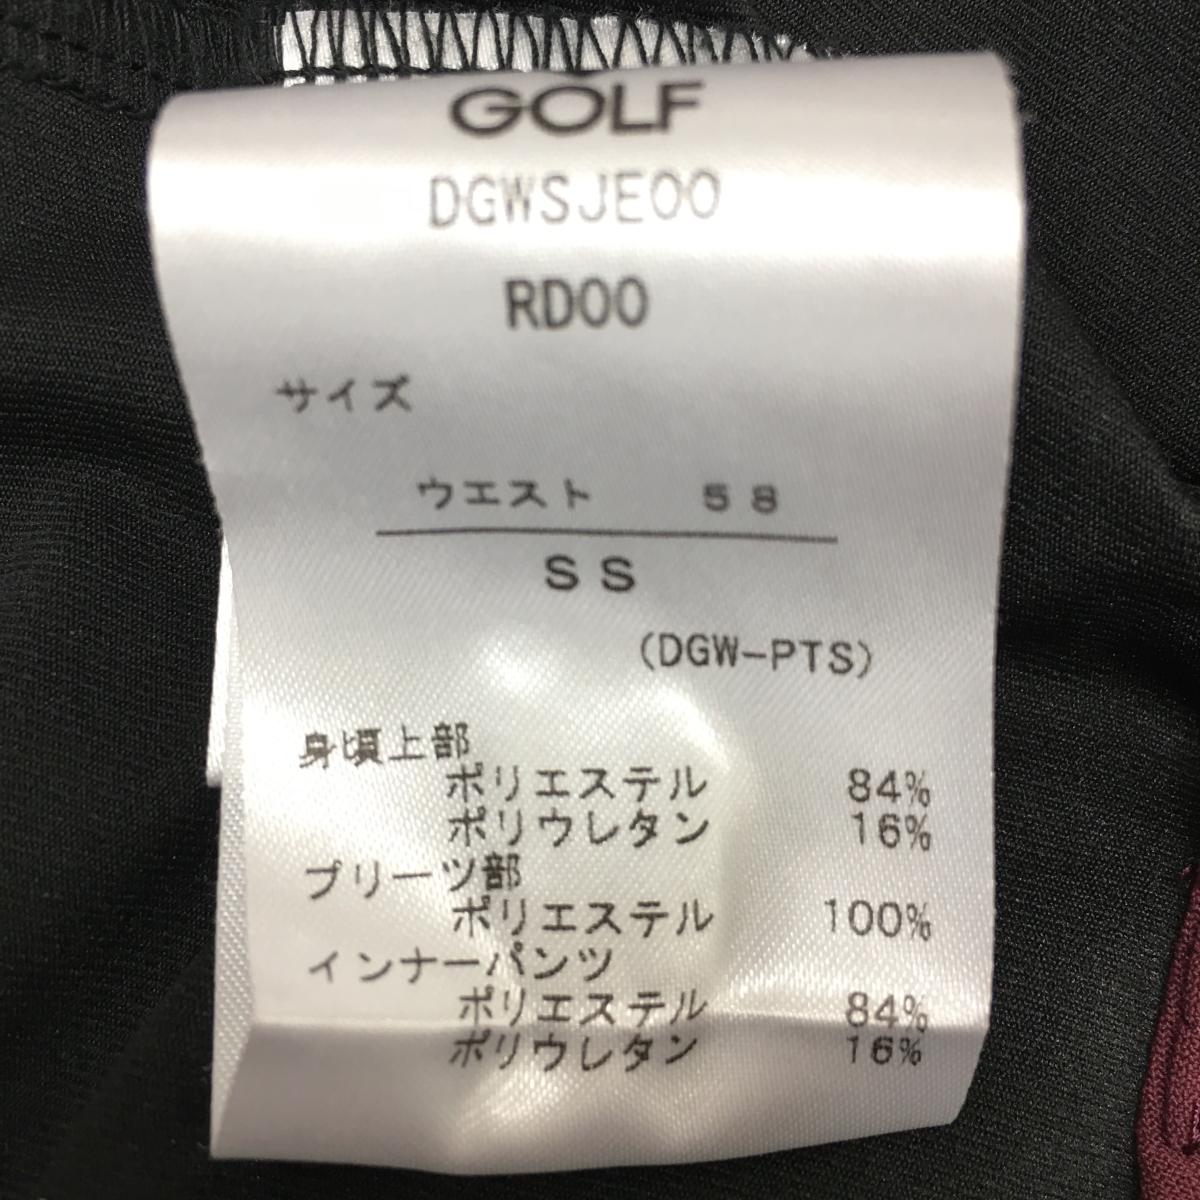 GOLF
DGWSJE00
RD00
サイズ
ウエスト 58
SS
(DGW-PTS)
身頃上部
ポリエステル 84%
ポリウレタン 16%
プリーツ部
ポリエステル 100%
インナーパンツ
ポリエステル 84%
ポリウレタン 16%